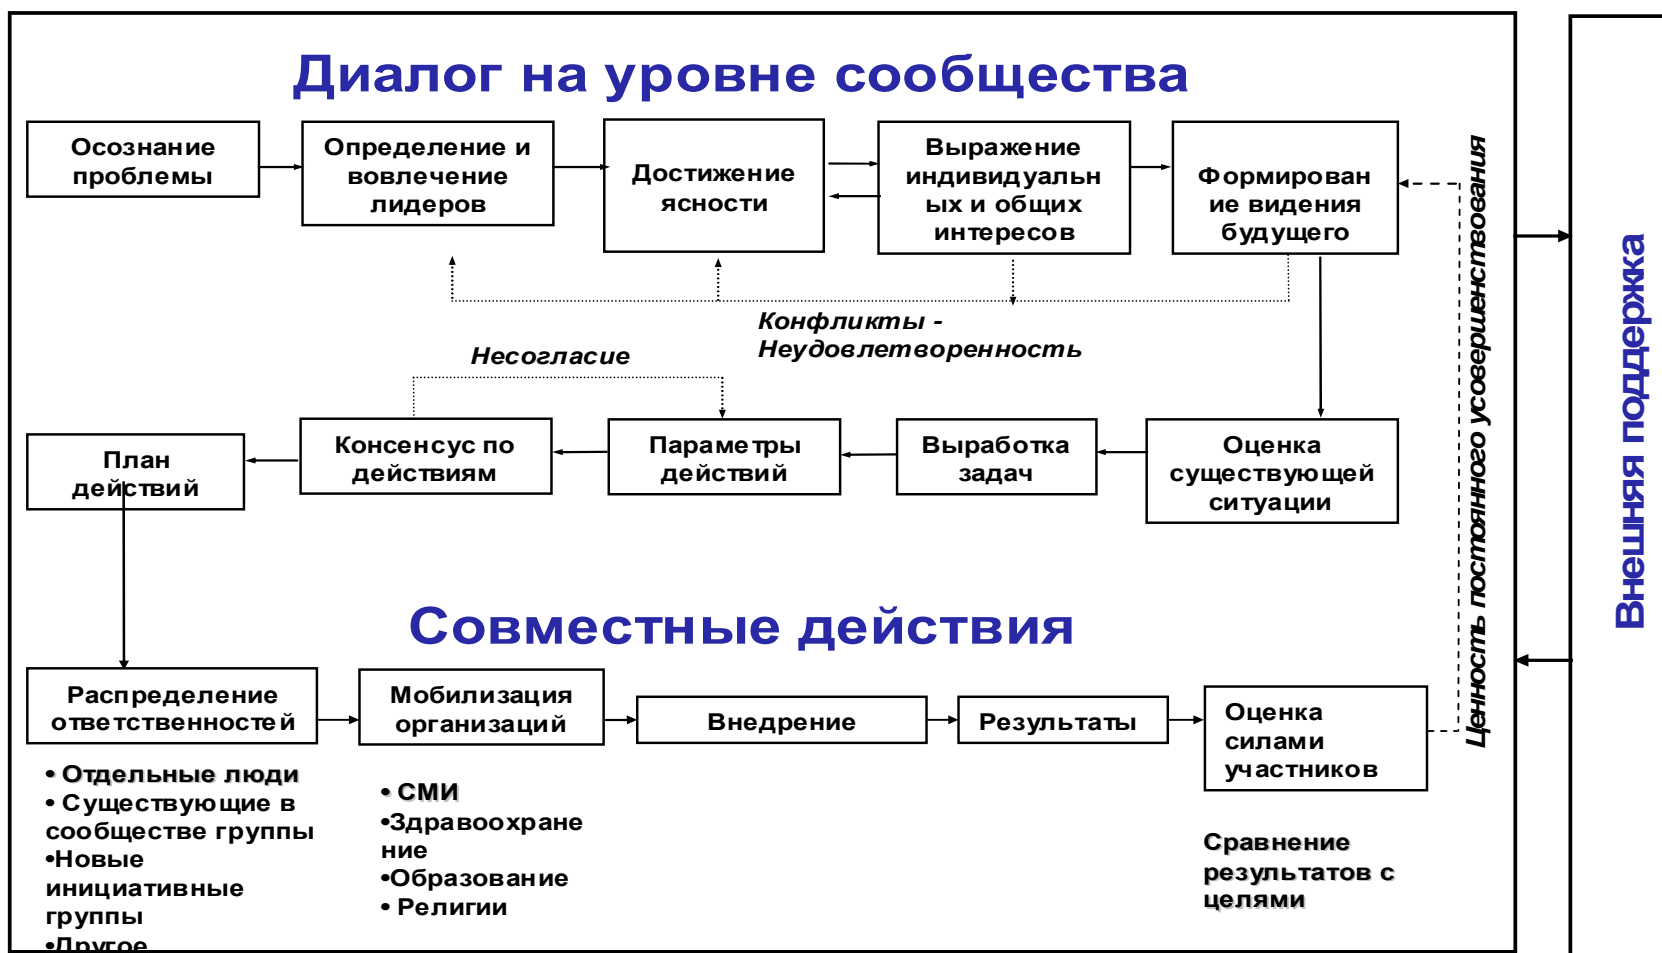 Диалог на уровне сообщества
Осознание
проблемы
Определение и
вовлечение
лидеров
Достижение
ясности
Выражение
индивидуальн
ых и общих
интересов
Формирован
ие видения
будущего
Конфликты -
Неудовлетворенность
Несогласие
План
действий
Консенсус по
действиям
Параметры
действий
Выработка
задач
Оценка
существующей
ситуации
Совместные действия
Распределение
ответственностей
Мобилизация
организаций
Внедрение
Результаты
Оценка
силами
участников
• Отдельные люди
• Существующие в
сообществе группы
•Новые
инициативные
группы
•Другое
• СМИ
•Здравоохране
ние
•Образование
• Религии
Сравнение
результатов с
целями
Ценность постоянного усовершенствования
Внешняя поддержка